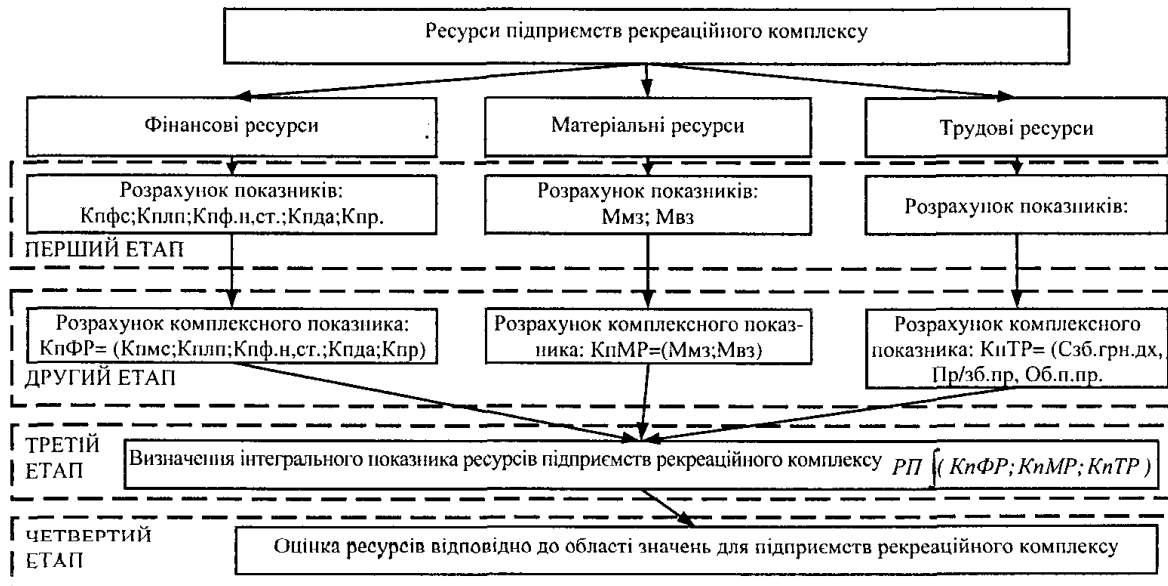 Ресурси підприємств рекреаційного комплексу
Фінансові ресурси
Матеріальні ресурси
Трудові ресурси
Розрахунок показників:
Кпфс;Кплп;Кпф.н,ст.;Кпда;Кпр.
Розрахунок показників:
Ммз; Мвз
Розрахунок показників:
ПЕРШИЙ ЕТАП
Розрахунок комплексного показника:
КпФР= (Кпмс;Кплп;Кпф.н,ст.;Кпда;Кпр)
Розрахунок комплексного показ-
ника: КпМР=(Ммз;Мвз)
Розрахунок комплексного
показника: КпТР= (Сзб.грн.дх,
Пр/зб.пр, Об.п.пр.
ДРУГИЙ ЕТАП
ТРЕТІЙ
ЕТАП
Визначення інтегрального показника ресурсів підприємств рекреаційного комплексу РП ∫( КпФР; КпМР; КпТР )
ЧЕТВЕРТИЙ
ЕТАП
Оцінка ресурсів відповідно до області значень для підприємств рекреаційного комплексу